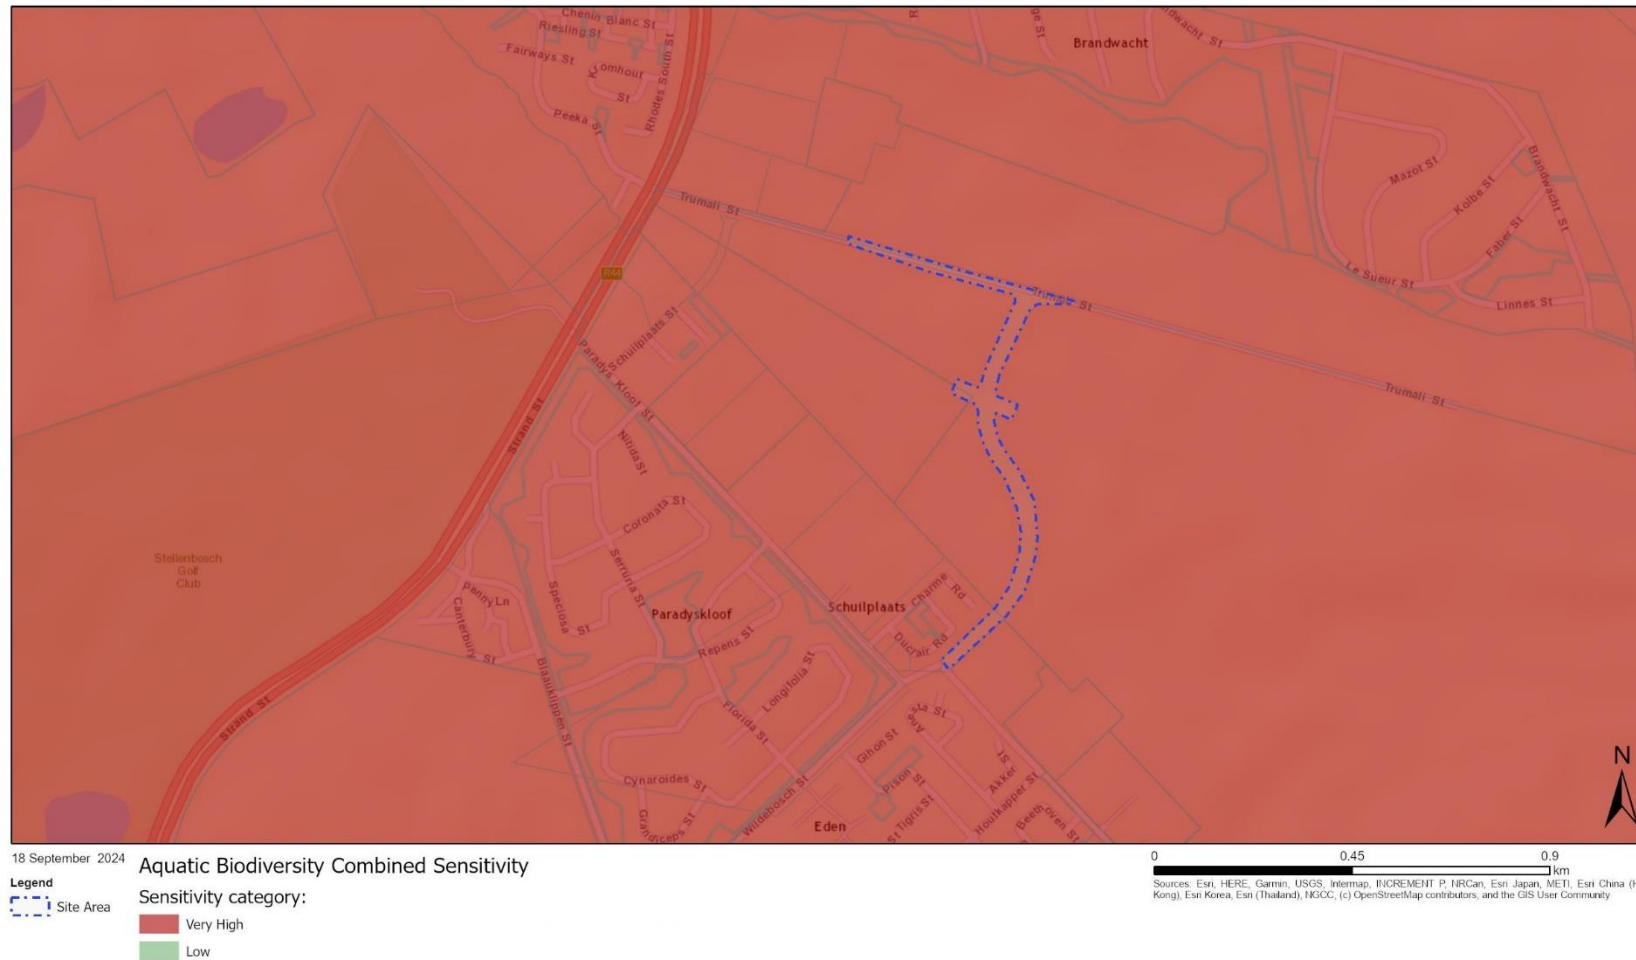 Chenin Blanc St
Riesling St
Fairways St
Kromhout
St
Peeka St
Rhodes South St
Brandwacht
Mazot St
Kolbe St
Faber St
Brandwacht St
Le Sueur St
Linnes St
Trumali St
Trumali St
Trumali St
R44
Schuilplaats St
Paradys Kloof St
Strand St
Nitida St
Coronata St
Serruria St
Speciosa St
Stellenbosch
Golf
Club
Penny Ln
Canterbury St
Paradyskloof
Repens St
Schuilplaats
Charme Rd
Dulcair Rd
Longifolia St
Florida St
Blaauklippen St
Strand St
Cynaroides St
Grandiceps St
Wildebosch St
Gihon St
Pison St
Tigris St
Akker St
Houtkapper St
Beethoven St
Eden
N
18 September 2024
Aquatic Biodiversity Combined Sensitivity
Legend
Site Area
Sensitivity category:
Very High
Low
0 0.45 0.9
km
Sources: Esri, HERE, Garmin, USGS, Intermap, INCREMENT P, NRCan, Esri Japan, METI, Esri China (H
Kong), Esri Korea, Esri (Thailand), NGCC, (c) OpenStreetMap contributors, and the GIS User Community